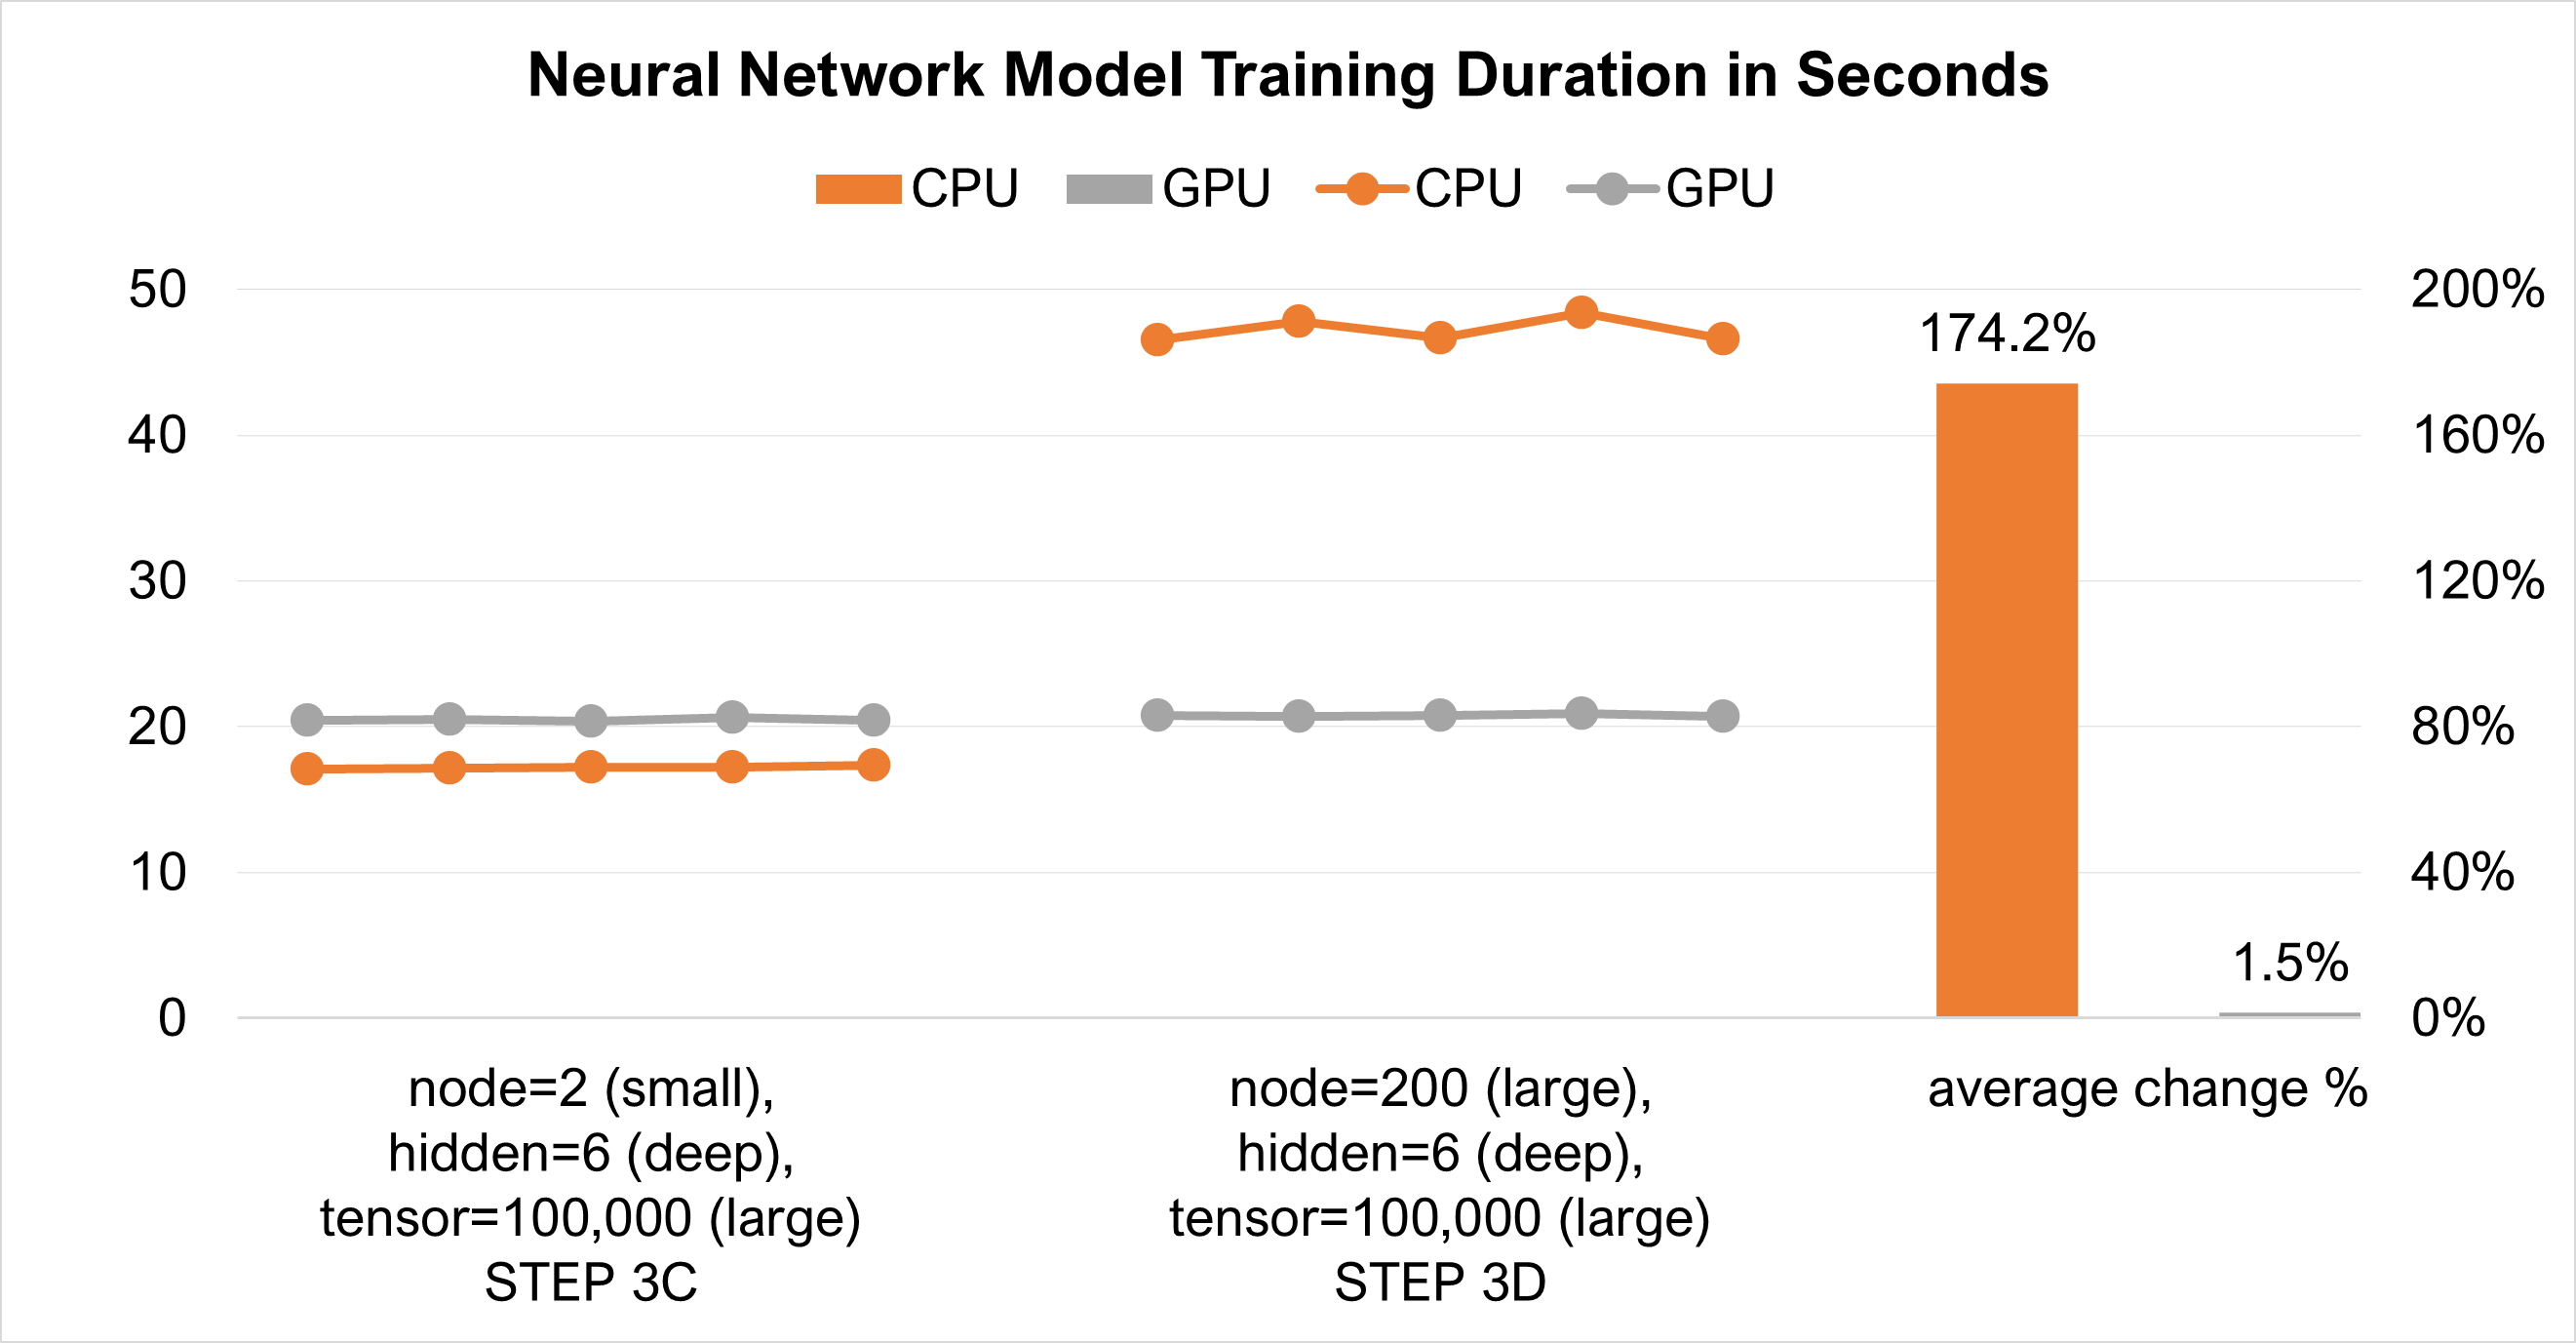 Neural Network Model Training Duration in Seconds
CPU GPU CPU GPU
50
40
30
20
10
0
174.2%
1.5%
200%
160%
120%
80%
40%
0%
node=2 (small),
hidden=6 (deep),
tensor=100,000 (large)
STEP 3C
node=200 (large),
hidden=6 (deep),
tensor=100,000 (large)
STEP 3D
average change %